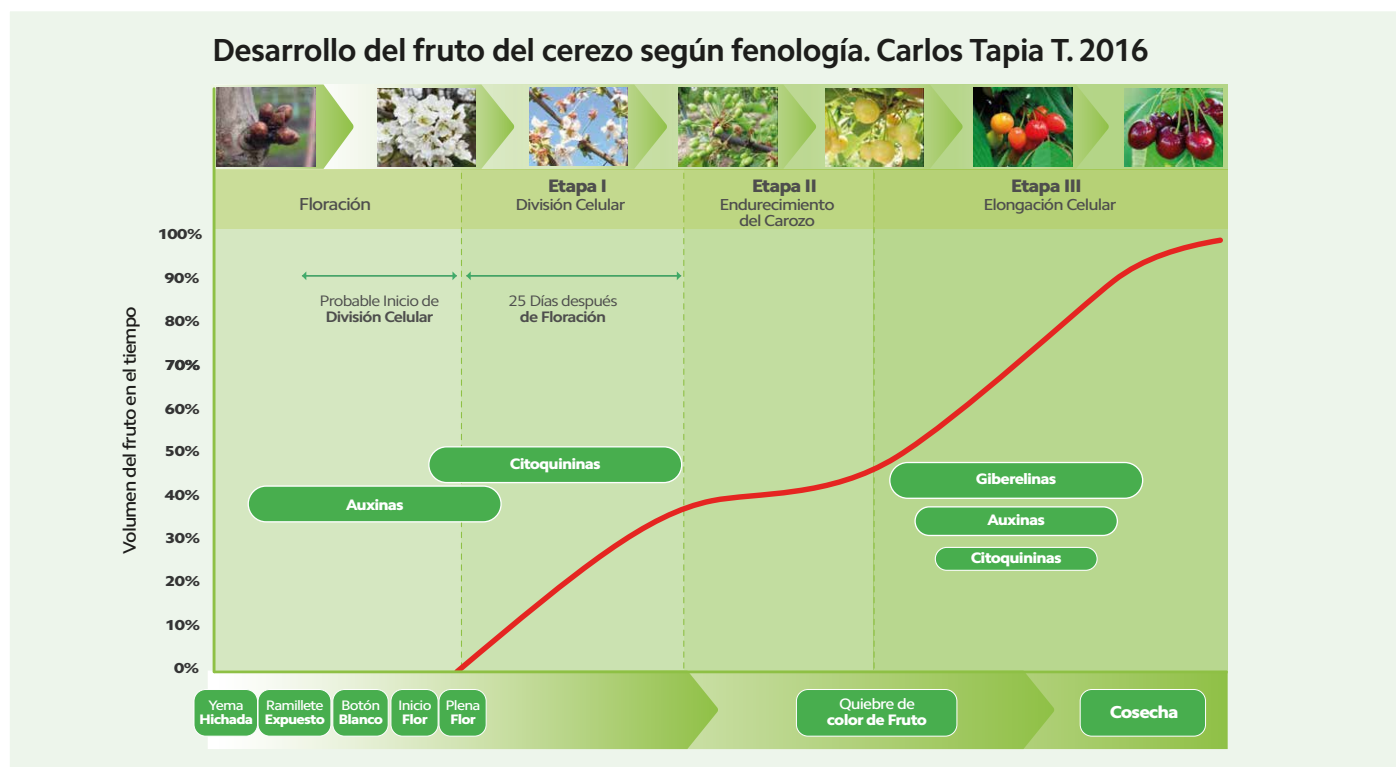 Desarrollo del fruto del cerezo según fenología. Carlos Tapia T. 2016
Floración
Etapa I
División Celular
Etapa II
Endurecimiento
del Carozo
Etapa III
Elongación Celular
Volumen del fruto en el tiempo
100%
90%
80%
70%
60%
50%
40%
30%
20%
10%
0%
Probable Inicio de
División Celular
25 Días después
de Floración
Citoquininas
Auxinas
Giberelinas
Auxinas
Citoquininas
Yema
Hichada
Ramillete
Expuesto
Botón
Blanco
Inicio
Flor
Plena
Flor
Quiebre de
color de Fruto
Cosecha